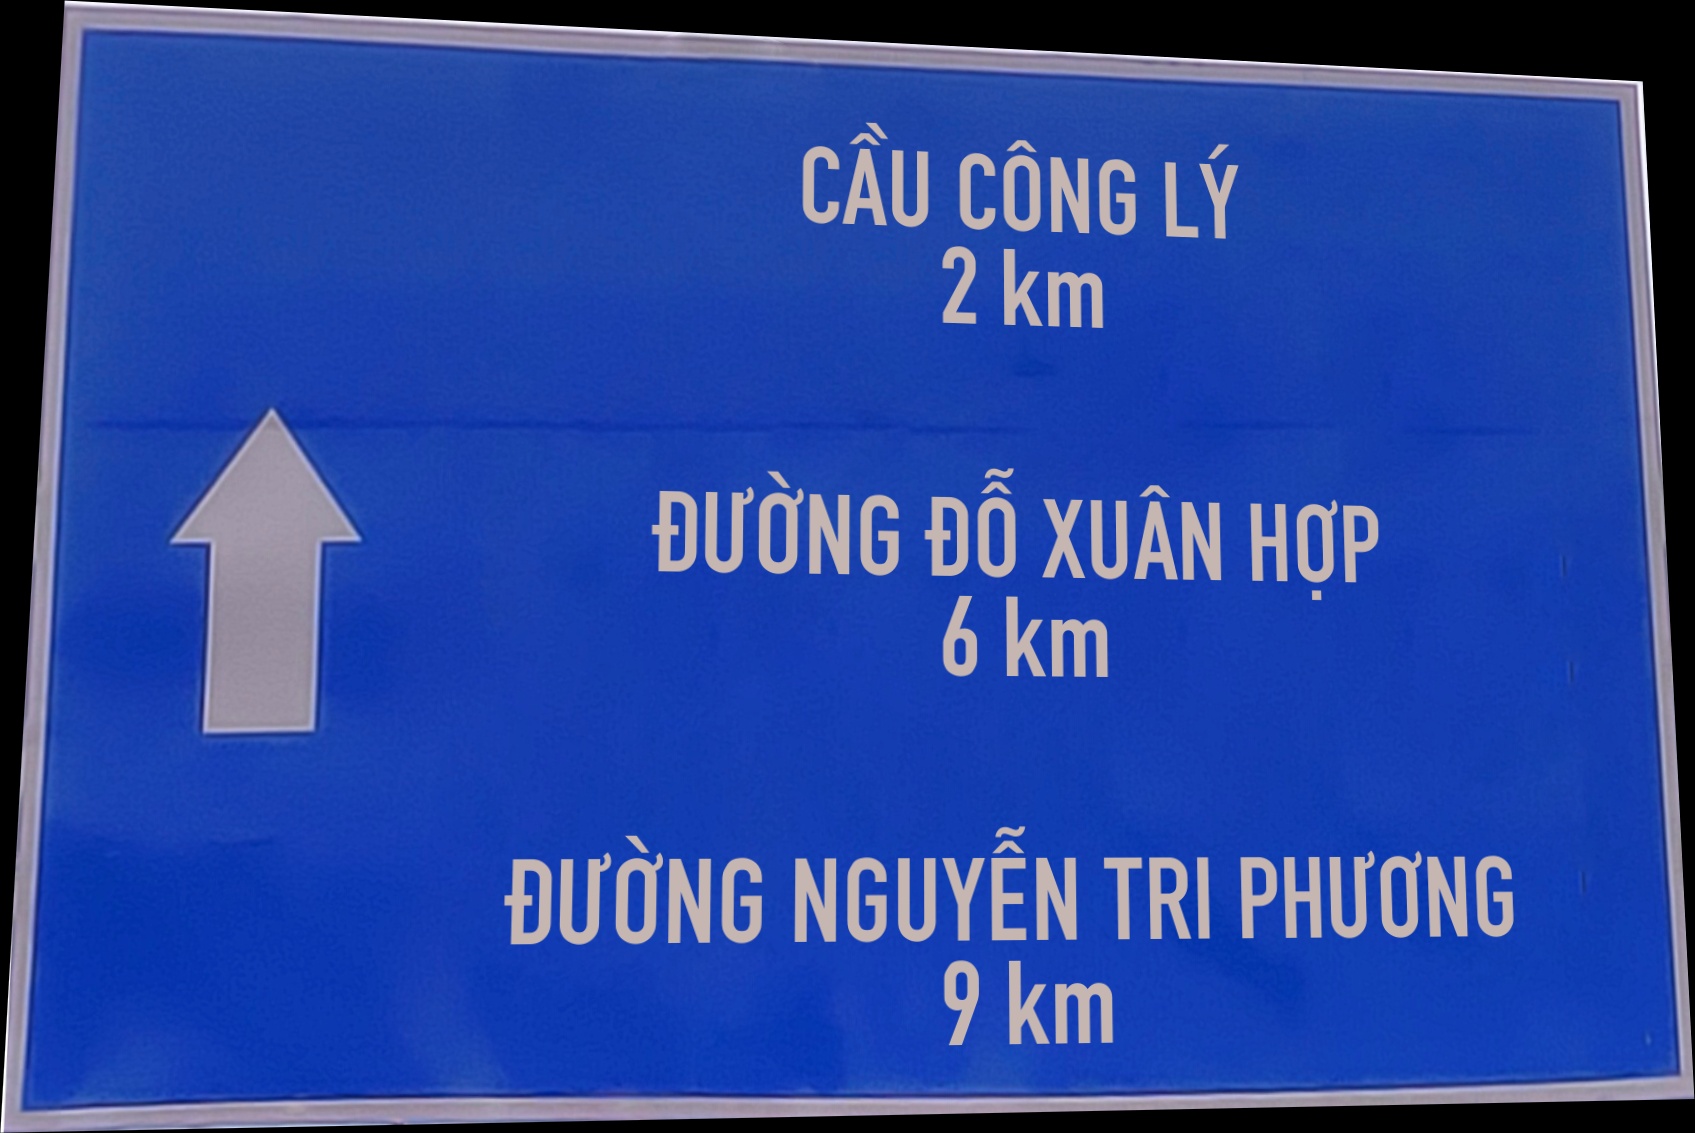 CẦU CÔNG LÝ
2 km
ĐƯỜNG ĐỖ XUÂN HỢP
6 km
ĐƯỜNG NGUYỄN TRI PHƯƠNG
9 km